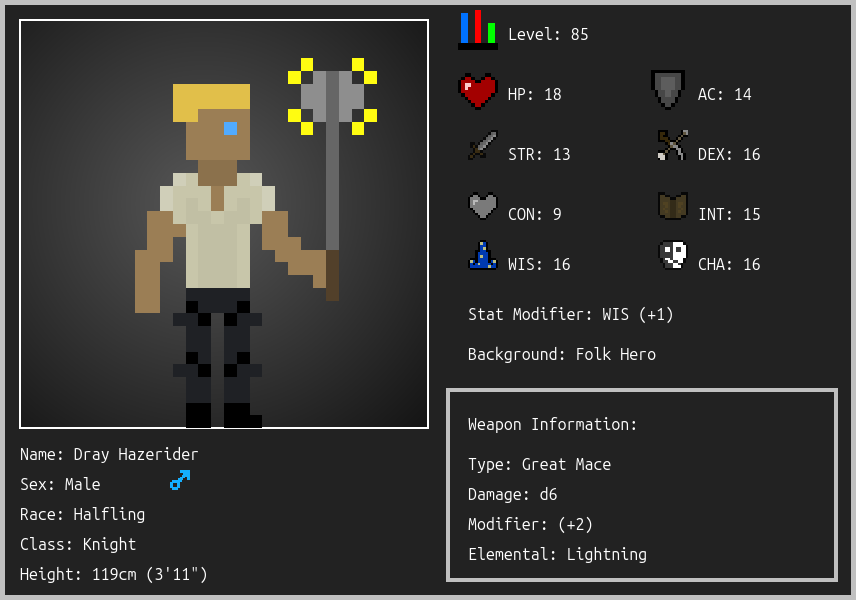 Level: 85
HP: 18
AC: 14
STR: 13
DEX: 16
CON: 9
INT: 15
WIS: 16
CHA: 16
Stat Modifier: WIS (+1)
Background: Folk Hero
Name: Dray Hazerider
Sex: Male
Race: Halfling
Class: Knight
Height: 119cm (3'11")
Weapon Information:
Type: Great Mace
Damage: d6
Modifier: (+2)
Elemental: Lightning